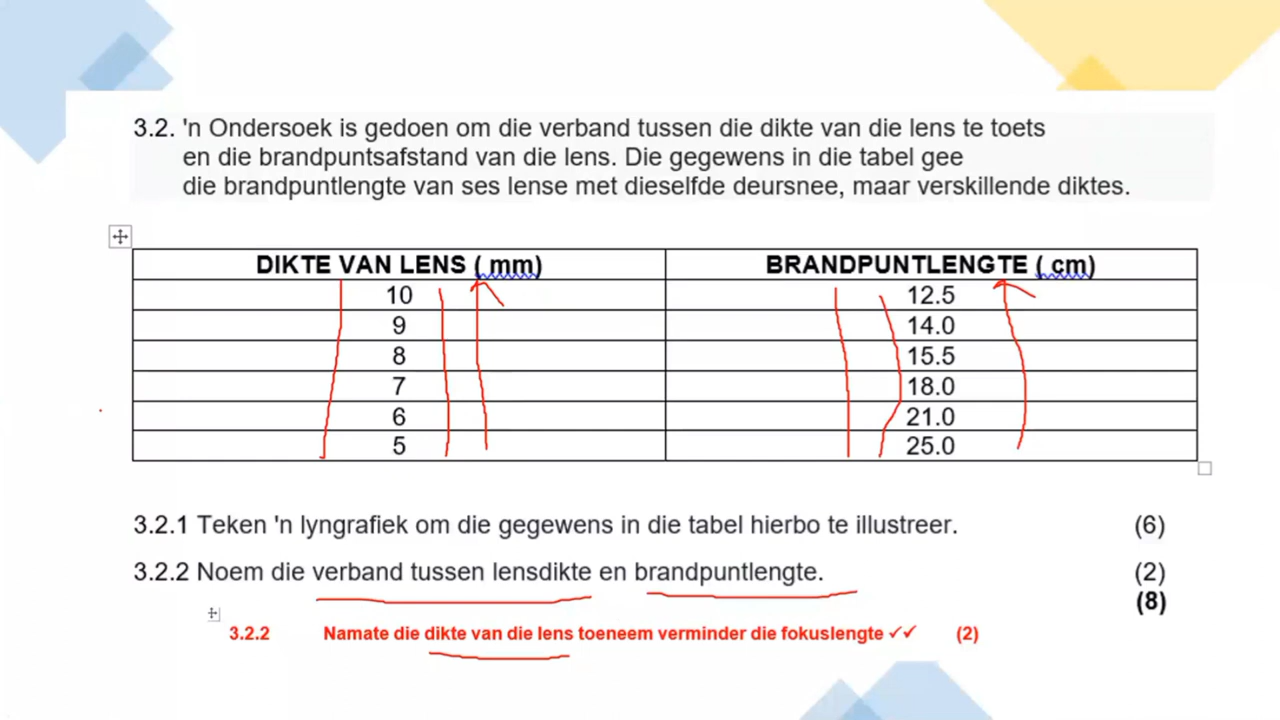 3.2. 'n Ondersoek is gedoen om die verband tussen die dikte van die lens te toets
en die brandpuntsafstand van die lens. Die gegewens in die tabel gee
die brandpuntlengte van ses lense met dieselfde deursnee, maar verskillende diktes.
DIKTE VAN LENS ( mm) BRANDPUNTLENGTE ( cm)
10 12.5
9 14.0
8 15.5
7 18.0
6 21.0
5 25.0
3.2.1 Teken 'n lyngrafiek om die gegewens in die tabel hierbo te illustreer. (6)
3.2.2 Noem die verband tussen lensdikte en brandpuntlengte. (2)
(8)
3.2.2 Namate die dikte van die lens toeneem verminder die fokuslengte ✓✓ (2)